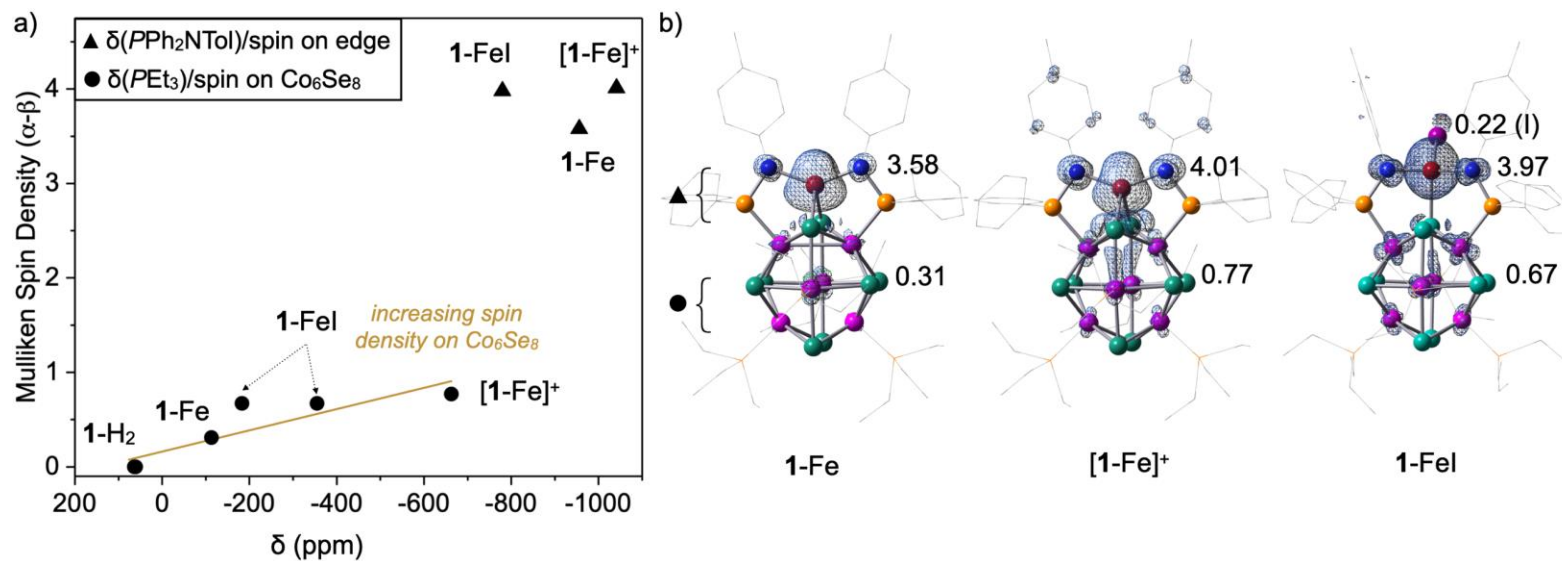 a)
▲ δ(PPh₂NTol)/spin on edge
● δ(PEt₃)/spin on Co₆Se₈
Mulliken Spin Density (α-β)
4
3
2
1
0
200 0 -200 -400 -600 -800 -1000
δ (ppm)
1-FeI [1-Fe]⁺
1-Fe
increasing spin
density on Co₆Se₈
1-FeI
1-Fe
[1-Fe]⁺
1-H₂
b)
3.58
0.31
1-Fe
4.01
0.77
[1-Fe]⁺
0.22 (I)
3.97
0.67
1-FeI